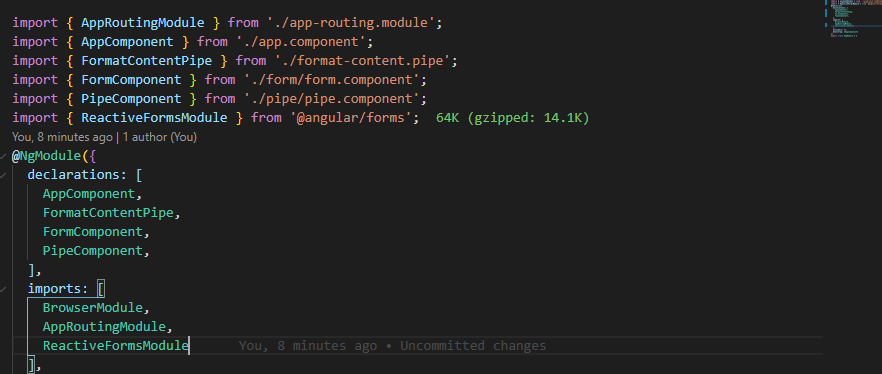 import { AppRoutingModule } from './app-routing.module';
import { AppComponent } from './app.component';
import { FormatContentPipe } from './format-content.pipe';
import { FormComponent } from './form/form.component';
import { PipeComponent } from './pipe/pipe.component';
import { ReactiveFormsModule } from '@angular/forms'; 64K (gzipped: 14.1K)
You, 8 minutes ago | 1 author (You)
@NgModule({
declarations: [
AppComponent,
FormatContentPipe,
FormComponent,
PipeComponent,
],
imports: [
BrowserModule,
AppRoutingModule,
ReactiveFormsModule You, 8 minutes ago • Uncommitted changes
],